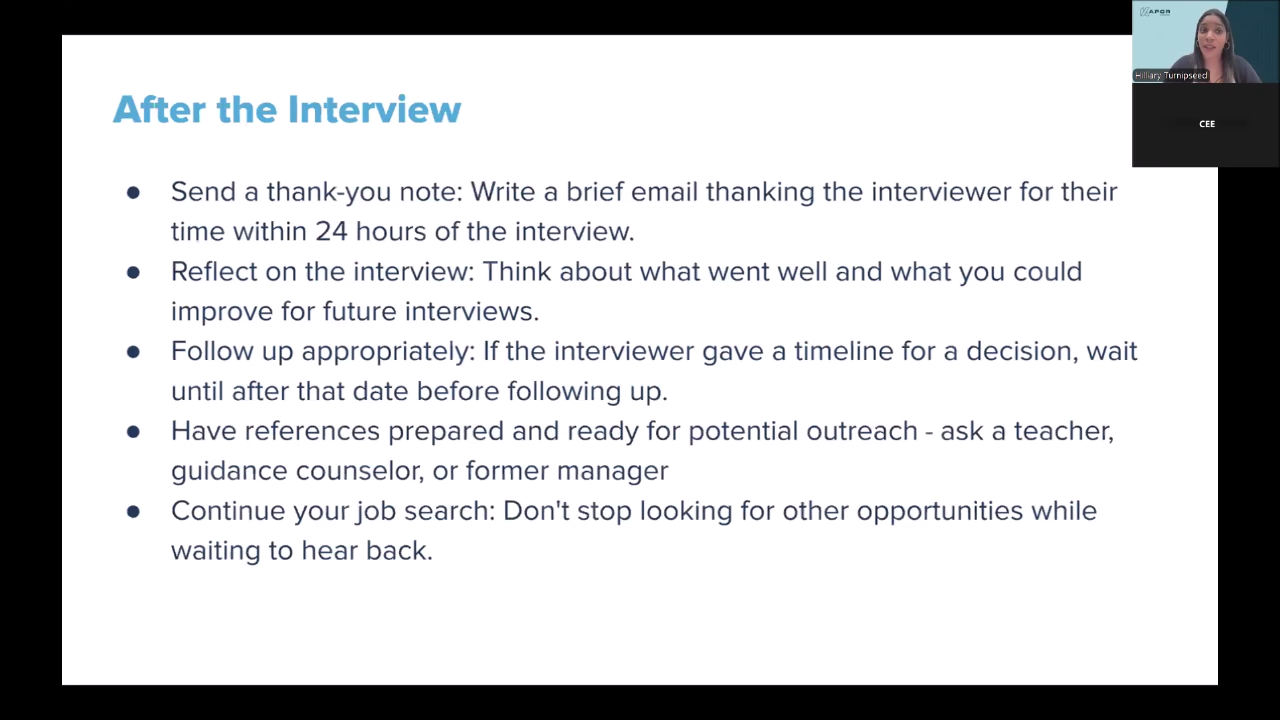 After the Interview
● Send a thank-you note: Write a brief email thanking the interviewer for their
time within 24 hours of the interview.
● Reflect on the interview: Think about what went well and what you could
improve for future interviews.
● Follow up appropriately: If the interviewer gave a timeline for a decision, wait
until after that date before following up.
● Have references prepared and ready for potential outreach - ask a teacher,
guidance counselor, or former manager
● Continue your job search: Don't stop looking for other opportunities while
waiting to hear back.
Hilliary Turnipseed
CEE